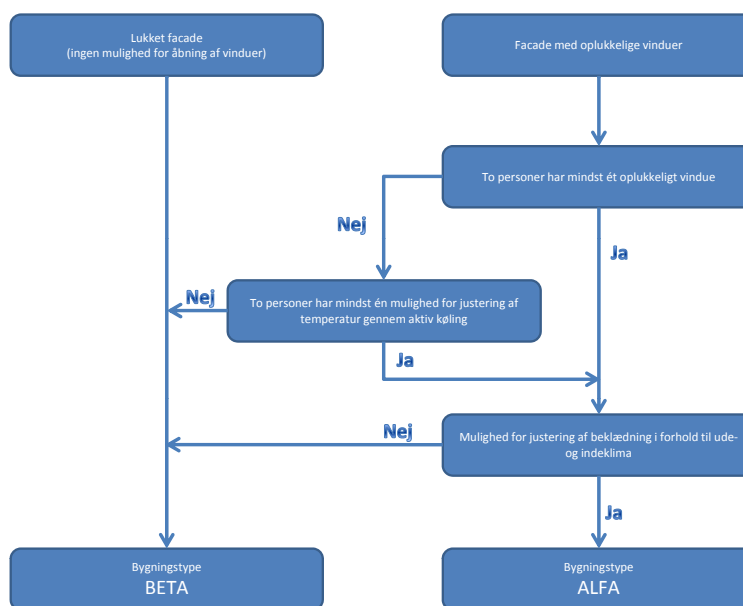 Lukket facade
(ingen mulighed for åbning af vinduer)
Facade med oplukkelige vinduer
To personer har mindst ét oplukkeligt vindue
Nej
Ja
Nej
To personer har mindst én mulighed for justering af
temperatur gennem aktiv køling
Ja
Nej
Mulighed for justering af beklædning i forhold til ude-
og indeklima
Ja
Bygningstype
BETA
Bygningstype
ALFA